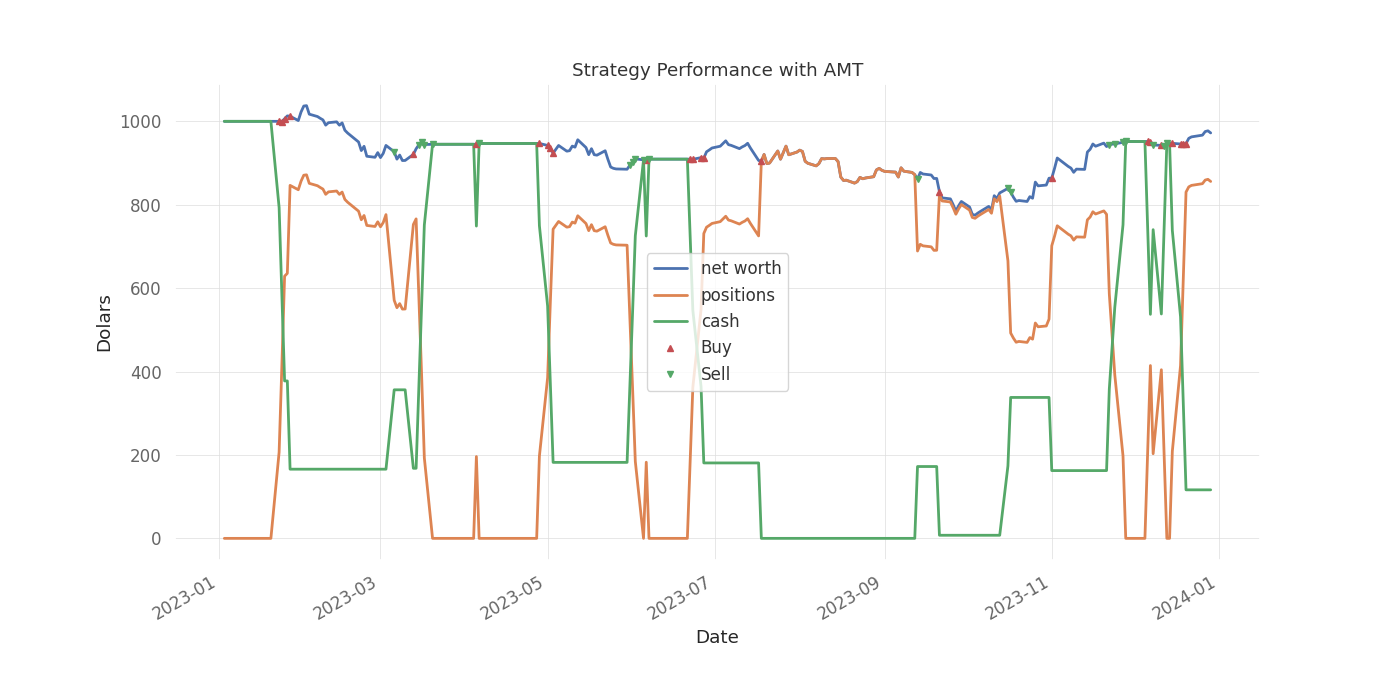 Strategy Performance with AMT
Dolars
1000
800
600
400
200
0
net worth
positions
cash
Buy
Sell
2023-01
2023-03
2023-05
2023-07
2023-09
2023-11
2024-01
Date